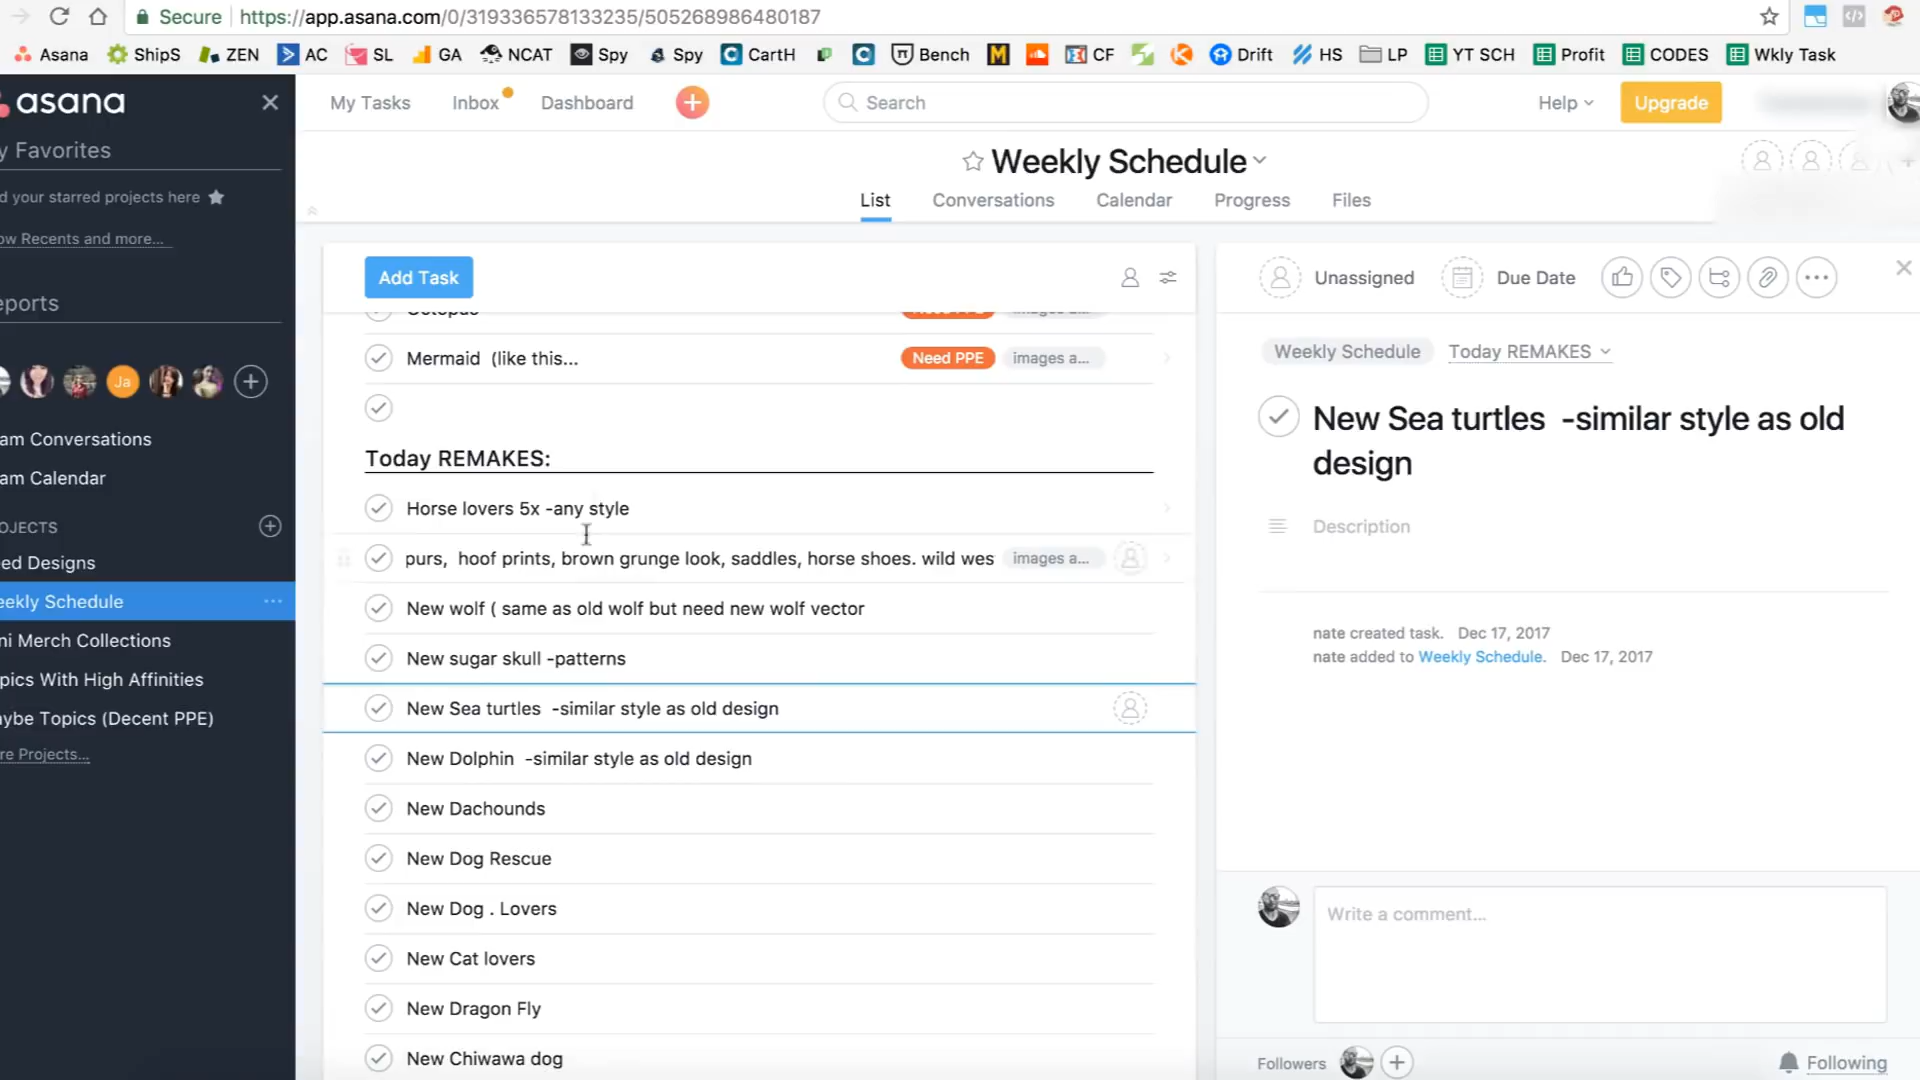 Secure
https://app.asana.com/0/319336578133235/505268986480187
Asana ShipS ZEN AC SL GA NCAT Spy Spy CartH Bench M CF Drift HS LP YT SCH Profit CODES Wkly Task
asana
My Tasks Inbox Dashboard
Search
Help
Upgrade
y Favorites
d your starred projects here
ow Recents and more...
eports
Ja
am Conversations
am Calendar
OJECTS
ed Designs
eekly Schedule
ni Merch Collections
pics With High Affinities
aybe Topics (Decent PPE)
re Projects...
Weekly Schedule
List Conversations Calendar Progress Files
Add Task
Octopus Need PPE images a...
Mermaid (like this... Need PPE images a...
Today REMAKES:
Horse lovers 5x -any style
purs, hoof prints, brown grunge look, saddles, horse shoes. wild wes images a...
New wolf ( same as old wolf but need new wolf vector
New sugar skull -patterns
New Sea turtles -similar style as old design
New Dolphin -similar style as old design
New Dachounds
New Dog Rescue
New Dog . Lovers
New Cat lovers
New Dragon Fly
New Chiwawa dog
Unassigned Due Date
Weekly Schedule Today REMAKES
New Sea turtles -similar style as old
design
Description
nate created task. Dec 17, 2017
nate added to Weekly Schedule. Dec 17, 2017
Write a comment...
Followers
Following